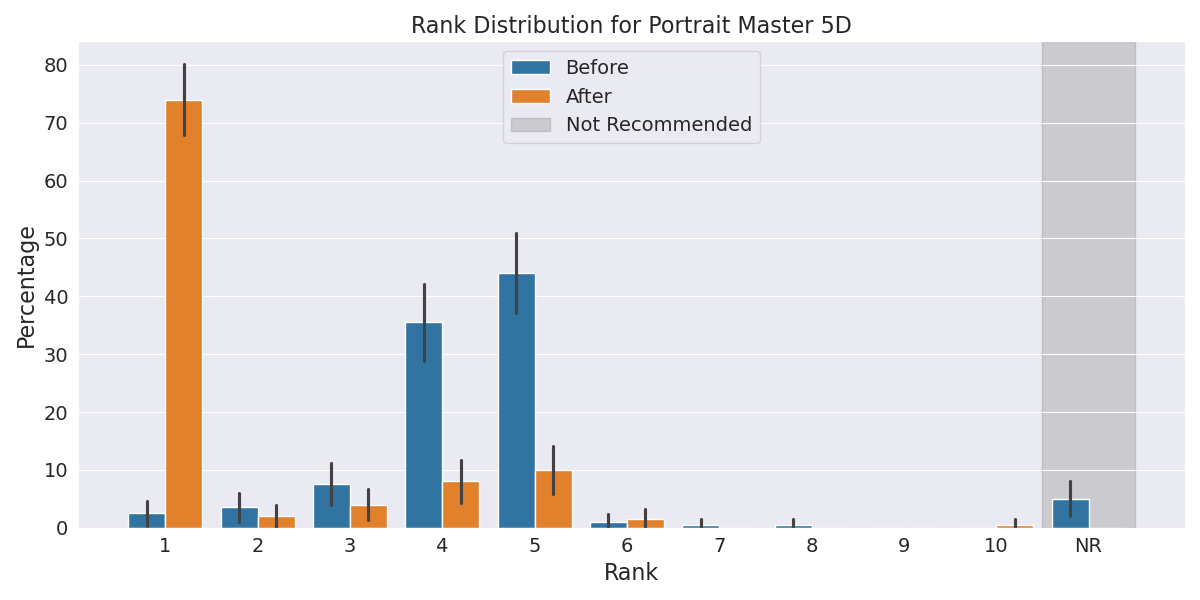 Rank Distribution for Portrait Master 5D
Before
After
Not Recommended
Percentage
80
70
60
50
40
30
20
10
0
1 2 3 4 5 6 7 8 9 10 NR
Rank